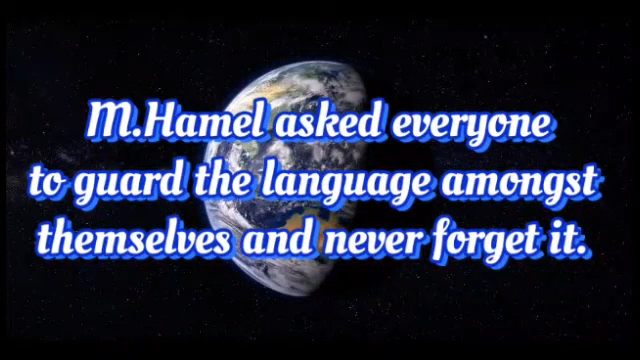 M.Hamel asked everyone
to guard the language amongst
themselves and never forget it.